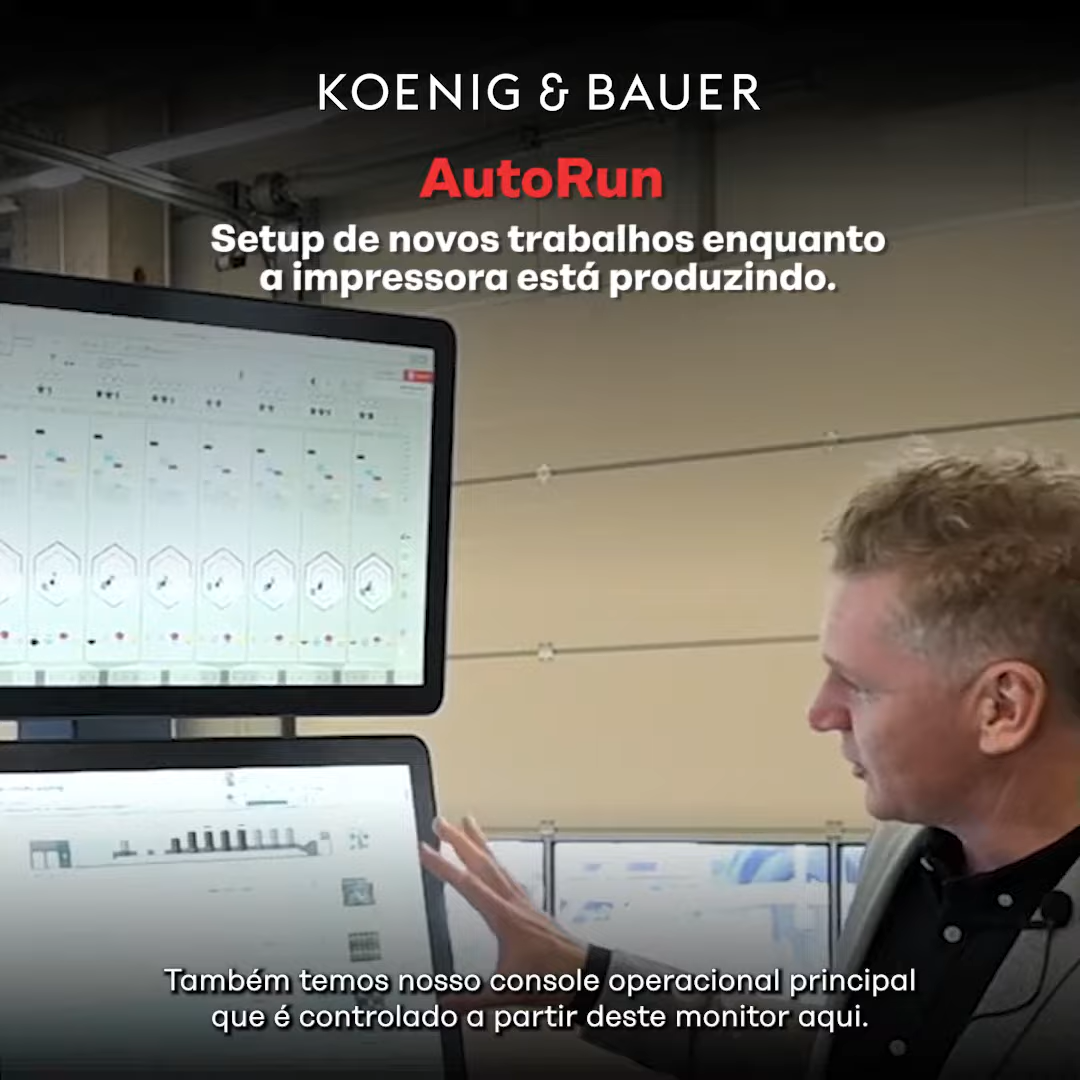 KOENIG & BAUER
AutoRun
Setup de novos trabalhos enquanto
a impressora está produzindo.
Também temos nosso console operacional principal
que é controlado a partir deste monitor aqui.